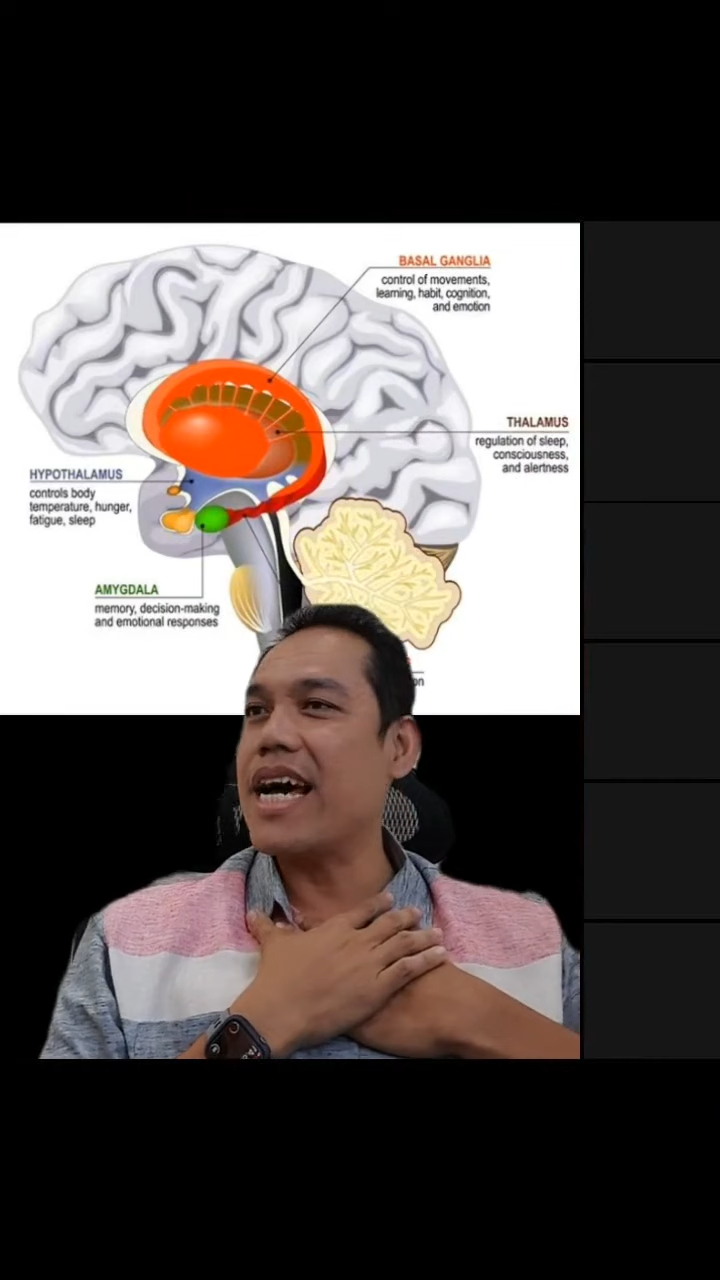 BASAL GANGLIA
control of movements,
learning, habit, cognition,
and emotion
THALAMUS
regulation of sleep,
consciousness,
and alertness
HYPOTHALAMUS
controls body
temperature, hunger,
fatigue, sleep
AMYGDALA
memory, decision-making
and emotional responses